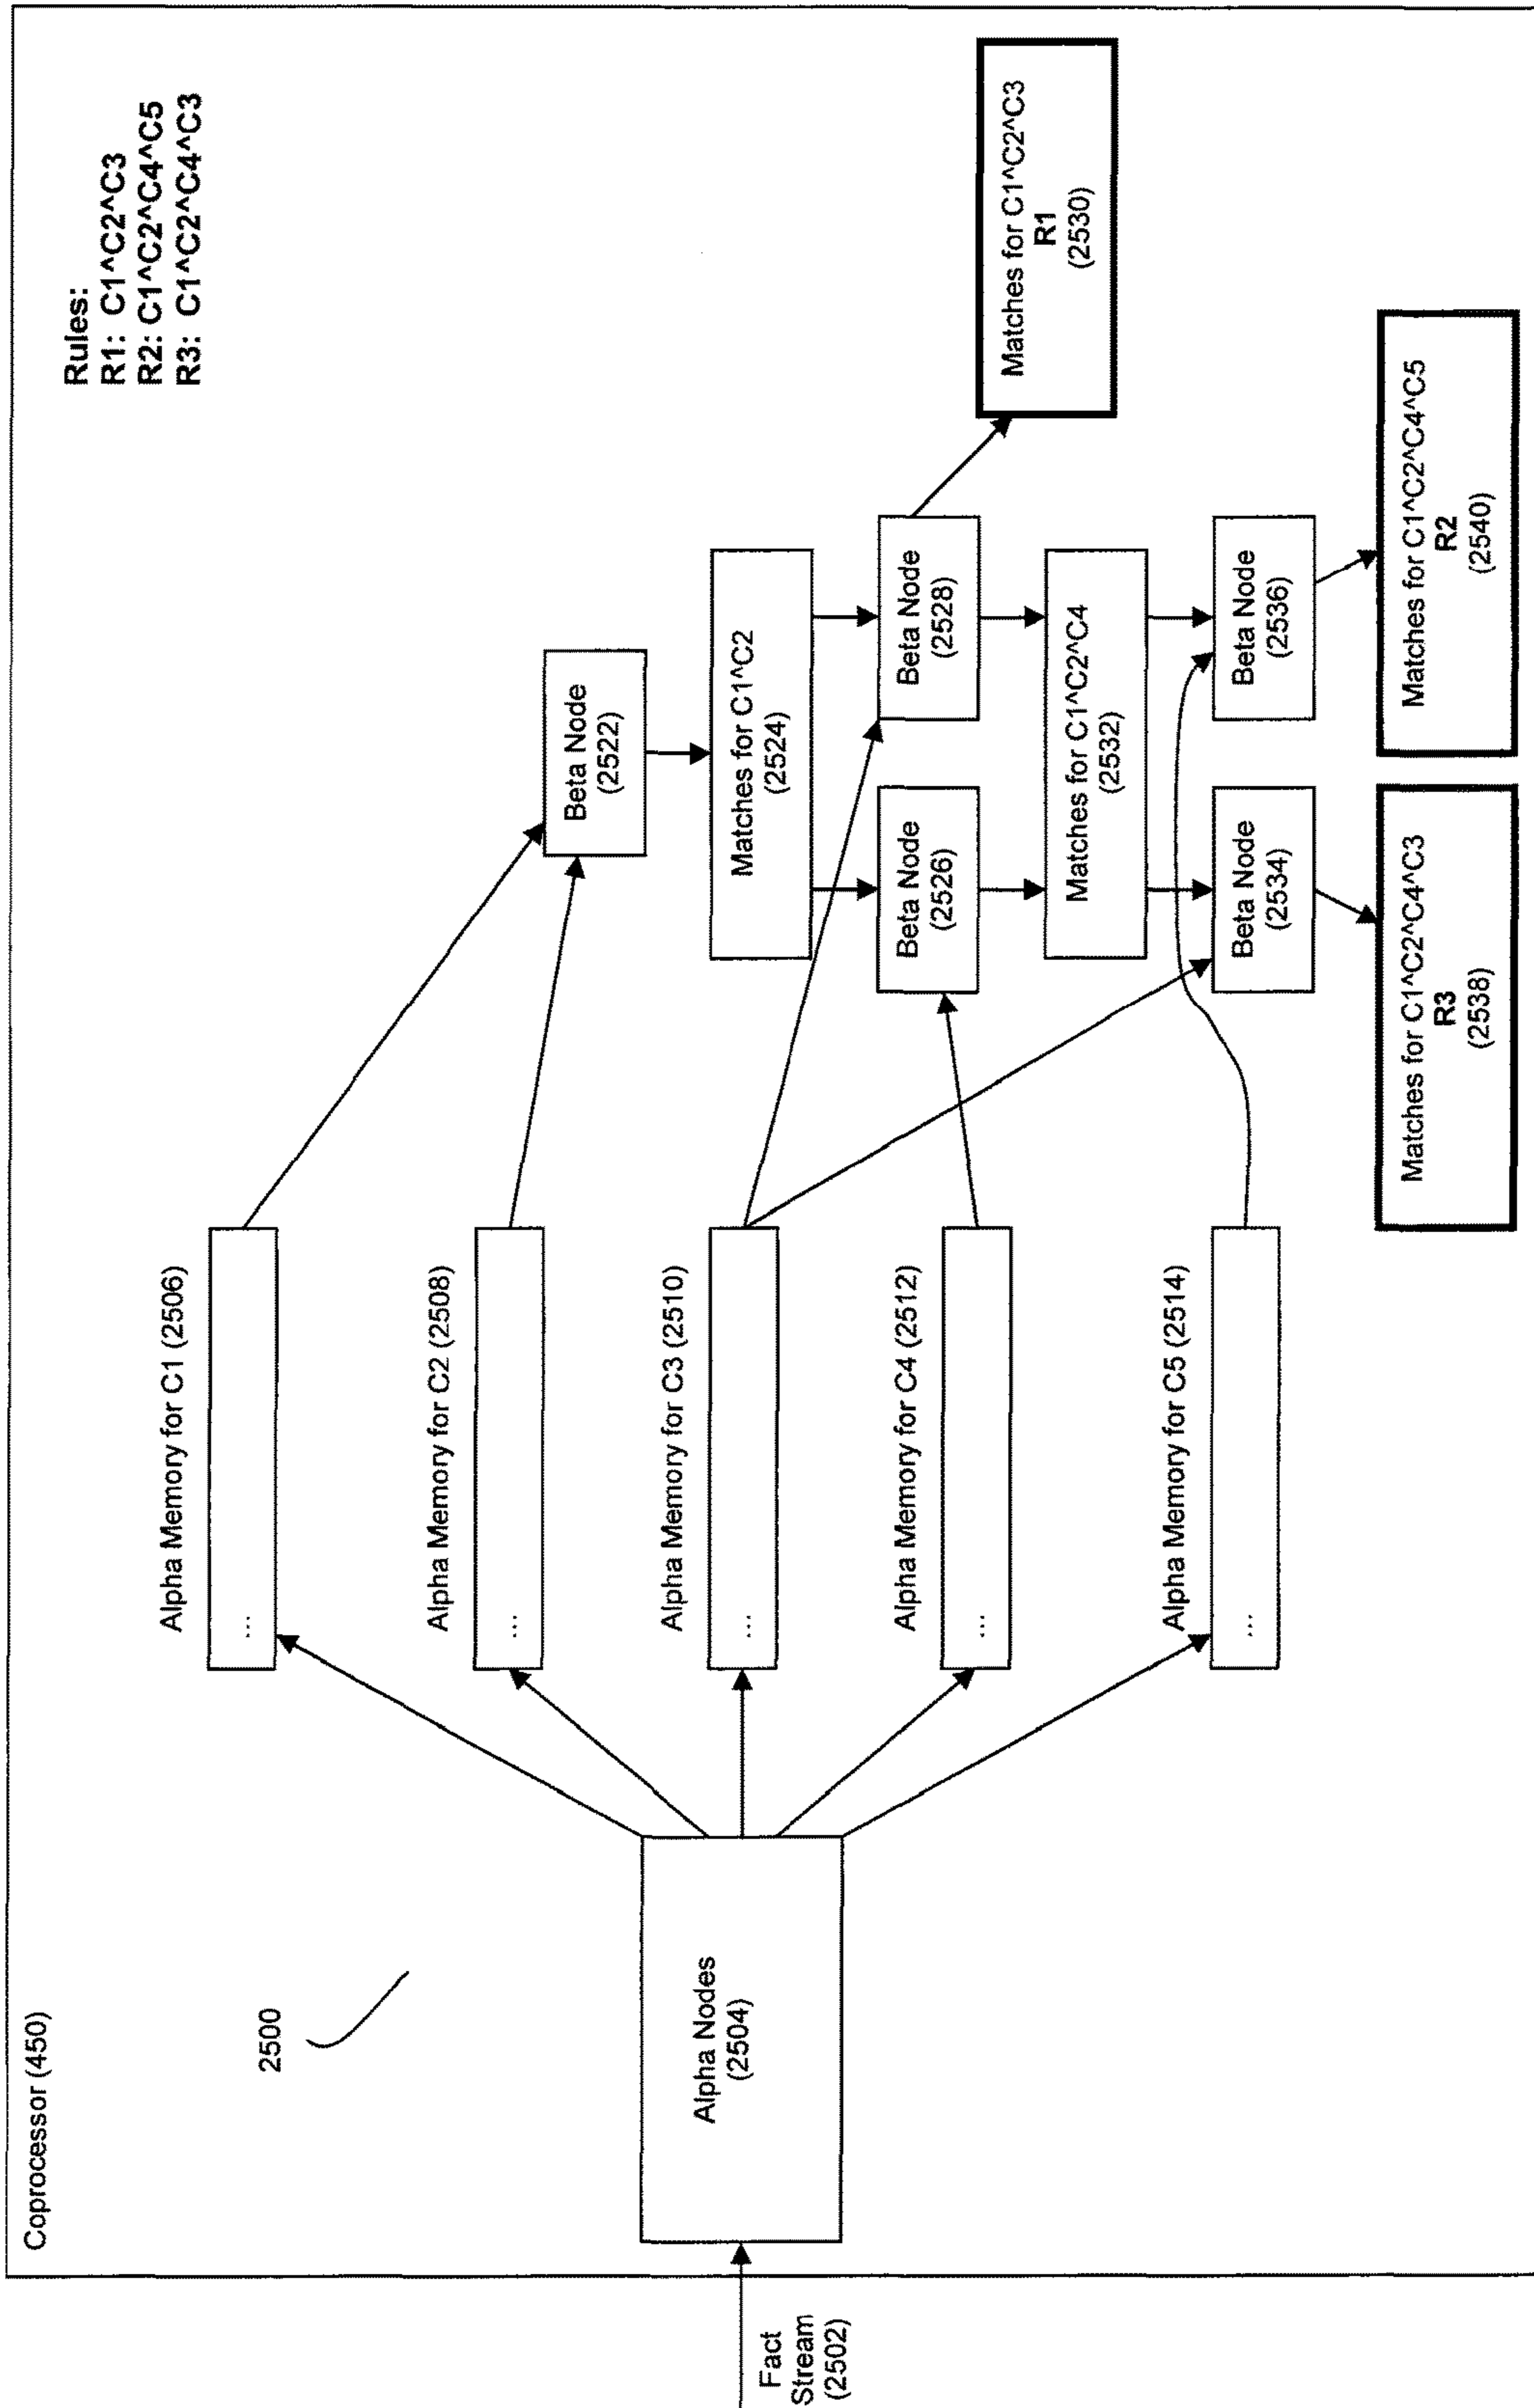 Coprocessor (450)
2500
Rules:
R1: C1^C2^C3
R2: C1^C2^C4^C5
R3: C1^C2^C4^C3
Fact
Stream
(2502)
Alpha Nodes
(2504)
Alpha Memory for C1 (2506)
...
Alpha Memory for C2 (2508)
...
Alpha Memory for C3 (2510)
...
Alpha Memory for C4 (2512)
...
Alpha Memory for C5 (2514)
...
Beta Node
(2522)
Matches for C1^C2
(2524)
Beta Node
(2526)
Beta Node
(2528)
Matches for C1^C2^C3
R1
(2530)
Matches for C1^C2^C4
(2532)
Beta Node
(2534)
Beta Node
(2536)
Matches for C1^C2^C4^C3
R3
(2538)
Matches for C1^C2^C4^C5
R2
(2540)